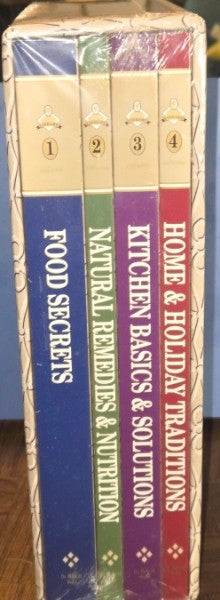 1
FOOD SECRETS
2
NATURAL REMEDIES & NUTRITION
3
KITCHEN BASICS & SOLUTIONS
4
HOME & HOLIDAY TRADITIONS